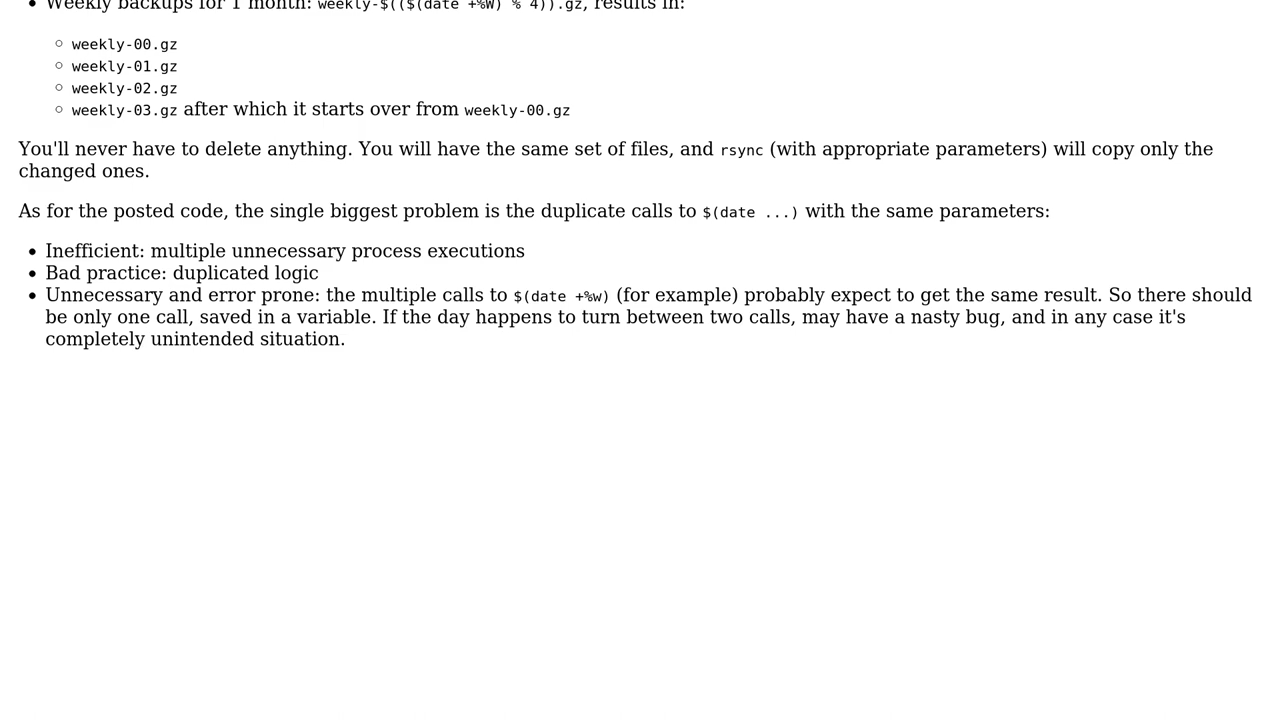 Weekly backups for 1 month: weekly-$(($(date +%W) % 4)).gz, results in:
weekly-00.gz
weekly-01.gz
weekly-02.gz
weekly-03.gz after which it starts over from weekly-00.gz
You'll never have to delete anything. You will have the same set of files, and rsync (with appropriate parameters) will copy only the
changed ones.
As for the posted code, the single biggest problem is the duplicate calls to $(date ...) with the same parameters:
Inefficient: multiple unnecessary process executions
Bad practice: duplicated logic
Unnecessary and error prone: the multiple calls to $(date +%w) (for example) probably expect to get the same result. So there should
be only one call, saved in a variable. If the day happens to turn between two calls, may have a nasty bug, and in any case it's
completely unintended situation.